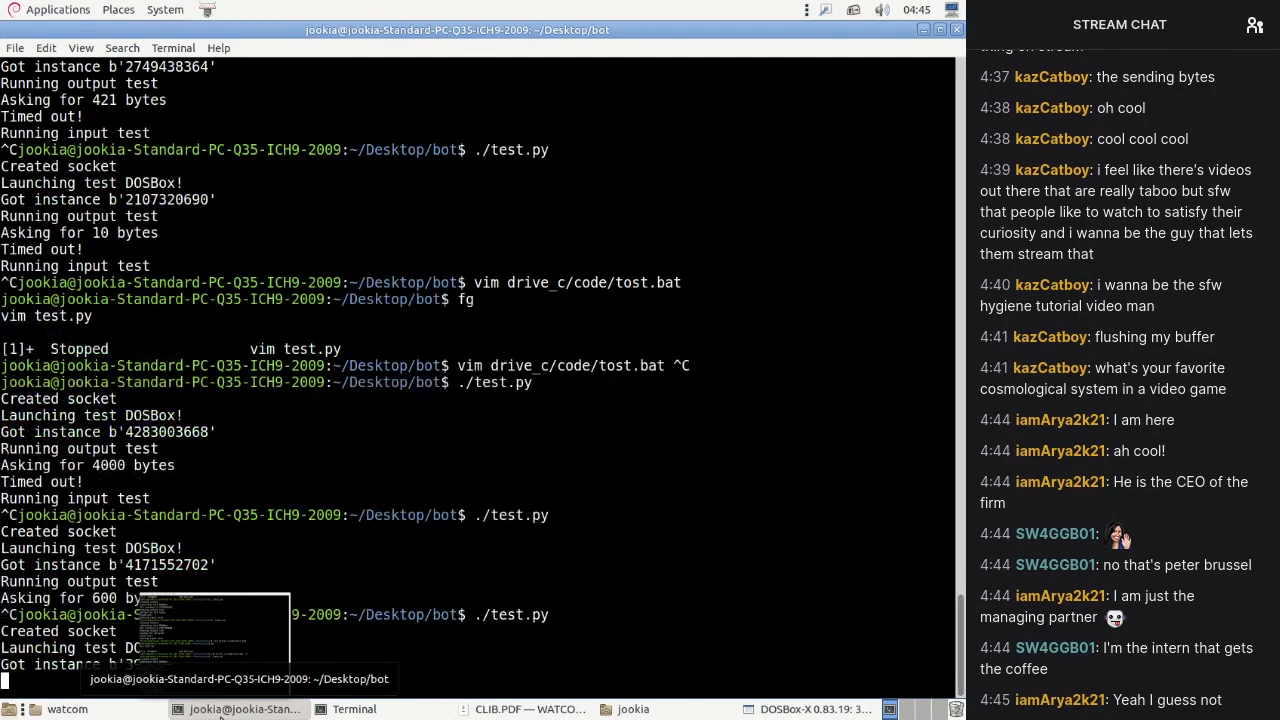 Applications Places System 04:45
jookia@jookia-Standard-PC-Q35-ICH9-2009: ~/Desktop/bot
File Edit View Search Terminal Help
Got instance b'2749438364'
Running output test
Asking for 421 bytes
Timed out!
Running input test
^Cjookia@jookia-Standard-PC-Q35-ICH9-2009:~/Desktop/bot$ ./test.py
Created socket
Launching test DOSBox!
Got instance b'2107320690'
Running output test
Asking for 10 bytes
Timed out!
Running input test
^Cjookia@jookia-Standard-PC-Q35-ICH9-2009:~/Desktop/bot$ vim drive_c/code/tost.bat
jookia@jookia-Standard-PC-Q35-ICH9-2009:~/Desktop/bot$ fg
vim test.py
[1]+ Stopped vim test.py
jookia@jookia-Standard-PC-Q35-ICH9-2009:~/Desktop/bot$ vim drive_c/code/tost.bat ^C
jookia@jookia-Standard-PC-Q35-ICH9-2009:~/Desktop/bot$ ./test.py
Created socket
Launching test DOSBox!
Got instance b'4283003668'
Running output test
Asking for 4000 bytes
Timed out!
Running input test
^Cjookia@jookia-Standard-PC-Q35-ICH9-2009:~/Desktop/bot$ ./test.py
Created socket
Launching test DOSBox!
Got instance b'4171552702'
Running output test
Asking for 600 by
^Cjookia@jookia-S 9-2009:~/Desktop/bot$ ./test.py
Created socket
Launching test DO
Got instance b'39
jookia@jookia-Standard-PC-Q35-ICH9-2009: ~/Desktop/bot
watcom jookia@jookia-Stan... Terminal CLIB.PDF — WATCO... jookia DOSBox-X 0.83.19: 3...
STREAM CHAT
thing on stream
4:37 kazCatboy: the sending bytes
4:38 kazCatboy: oh cool
4:38 kazCatboy: cool cool cool
4:39 kazCatboy: i feel like there's videos
out there that are really taboo but sfw
that people like to watch to satisfy their
curiosity and i wanna be the guy that lets
them stream that
4:40 kazCatboy: i wanna be the sfw
hygiene tutorial video man
4:41 kazCatboy: flushing my buffer
4:41 kazCatboy: what's your favorite
cosmological system in a video game
4:44 iamArya2k21: I am here
4:44 iamArya2k21: ah cool!
4:44 iamArya2k21: He is the CEO of the
firm
4:44 SW4GGB01:
4:44 SW4GGB01: no that's peter brussel
4:44 iamArya2k21: I am just the
managing partner
4:44 SW4GGB01: I'm the intern that gets
the coffee
4:45 iamArya2k21: Yeah I guess not